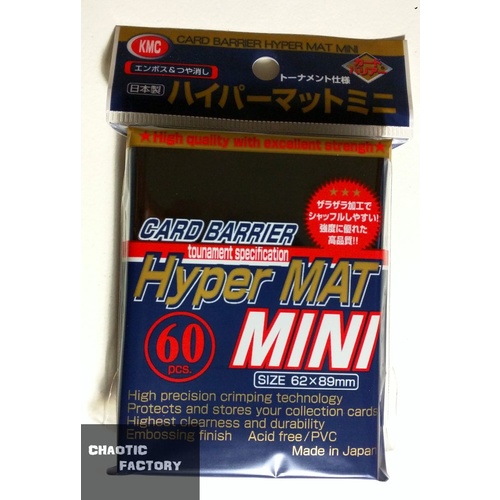 KMC
CARD BARRIER HYPER MAT MINI
エンボス&つや消し
トーナメント仕様
日本製
ハイパーマットミニ
★High quality with excellent strengh★
★★★
ザラザラ加工で
シャッフルしやすい!
強度に優れた
高品質!!
CARD BARRIER
tounament specification
Hyper MAT
MINI
60
pcs.
SIZE 62×89mm
High precision crimping technology
Protects and stores your collection cards
Highest clearness and durability
Embossing finish Acid free/PVC
Made in Japan
CHAOTIC
FACTORY